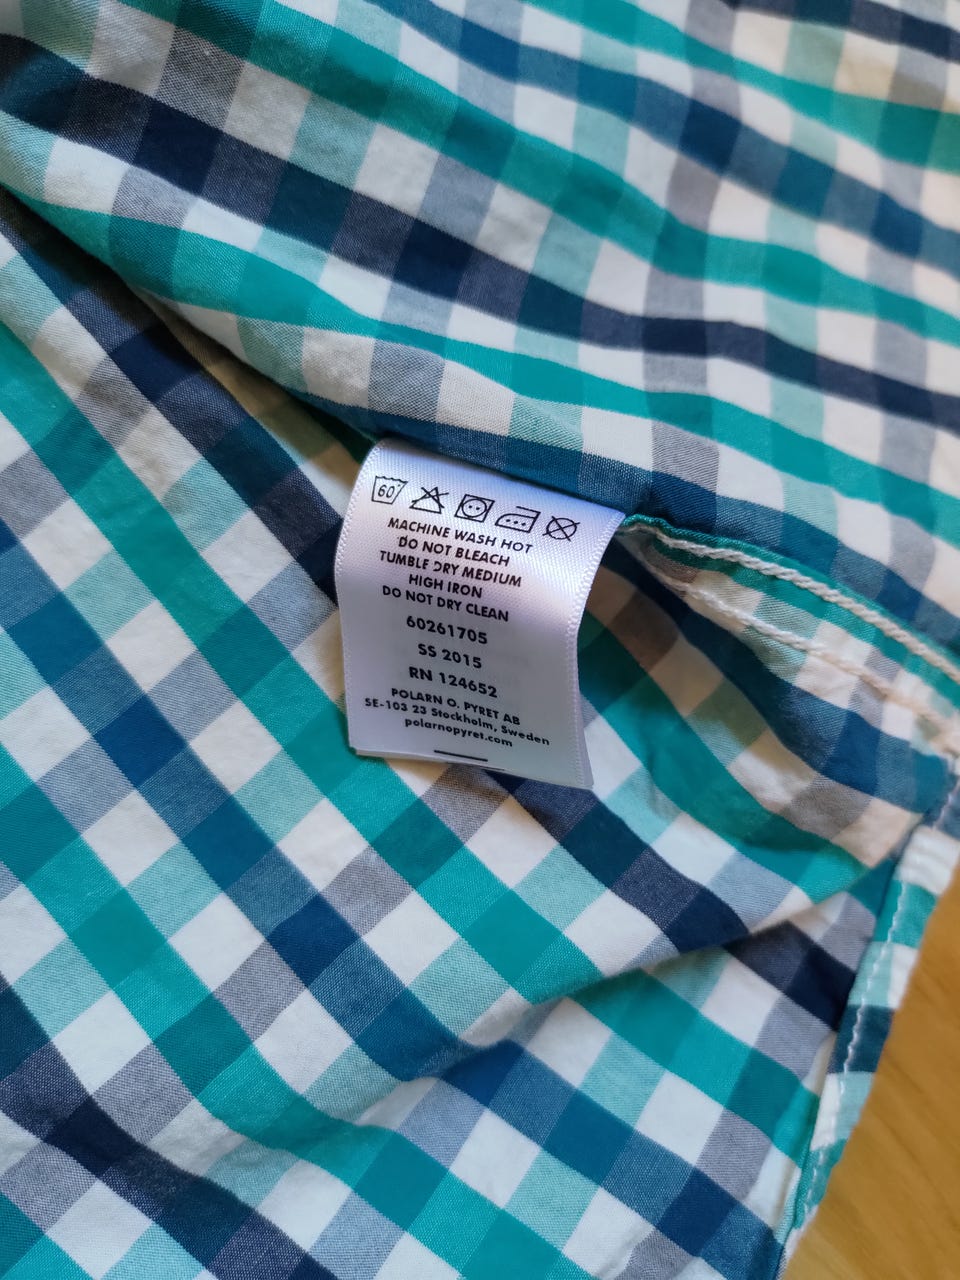 60°
MACHINE WASH HOT
DO NOT BLEACH
TUMBLE DRY MEDIUM
HIGH IRON
DO NOT DRY CLEAN
60261705
SS 2015
RN 124652
POLARN O. PYRET AB
SE-103 23 Stockholm, Sweden
polarnopyret.com